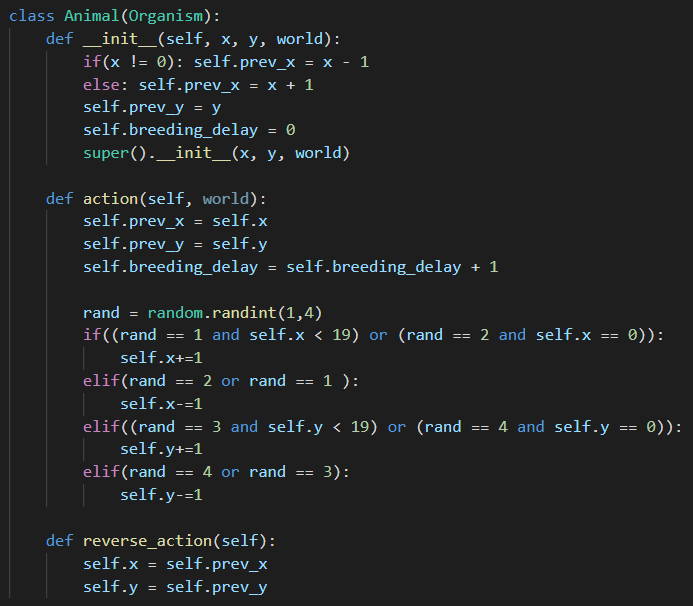 class Animal(Organism):
    def __init__(self, x, y, world):
        if(x != 0): self.prev_x = x - 1
        else: self.prev_x = x + 1
        self.prev_y = y
        self.breeding_delay = 0
        super().__init__(x, y, world)

    def action(self, world):
        self.prev_x = self.x
        self.prev_y = self.y
        self.breeding_delay = self.breeding_delay + 1

        rand = random.randint(1,4)
        if((rand == 1 and self.x < 19) or (rand == 2 and self.x == 0)):
            self.x+=1
        elif(rand == 2 or rand == 1 ):
            self.x-=1
        elif((rand == 3 and self.y < 19) or (rand == 4 and self.y == 0)):
            self.y+=1
        elif(rand == 4 or rand == 3):
            self.y-=1

    def reverse_action(self):
        self.x = self.prev_x
        self.y = self.prev_y